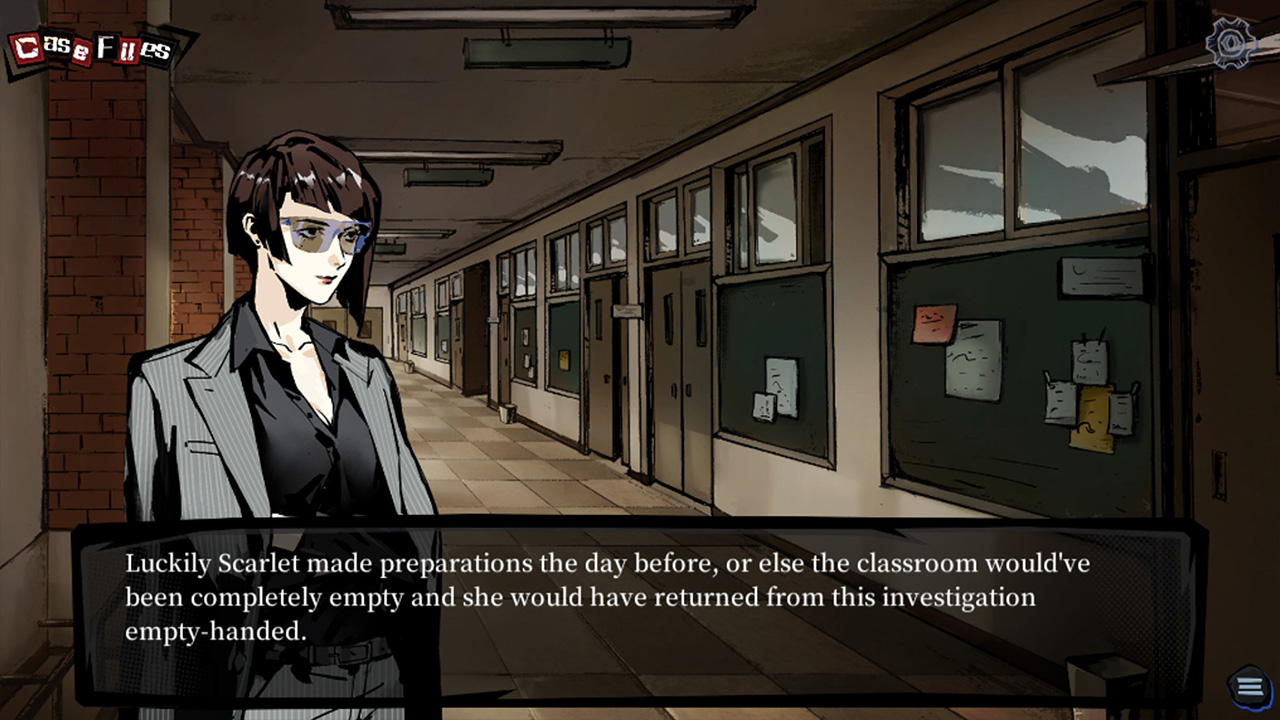 Case Files
Luckily Scarlet made preparations the day before, or else the classroom would've
been completely empty and she would have returned from this investigation
empty-handed.